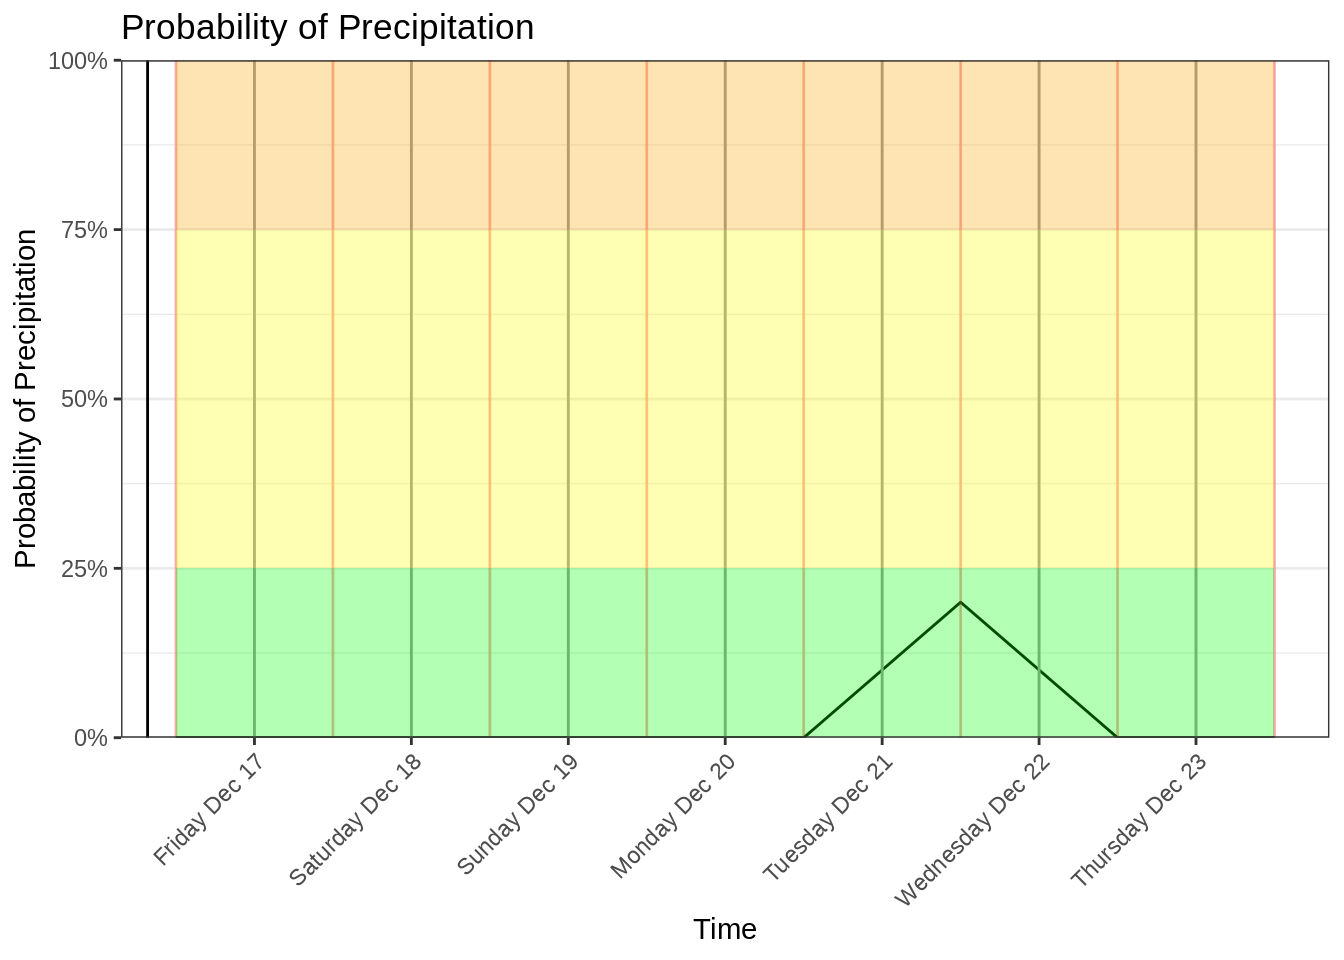 Probability of Precipitation
Probability of Precipitation
100%
75%
50%
25%
0%
Friday Dec 17
Saturday Dec 18
Sunday Dec 19
Monday Dec 20
Tuesday Dec 21
Wednesday Dec 22
Thursday Dec 23
Time